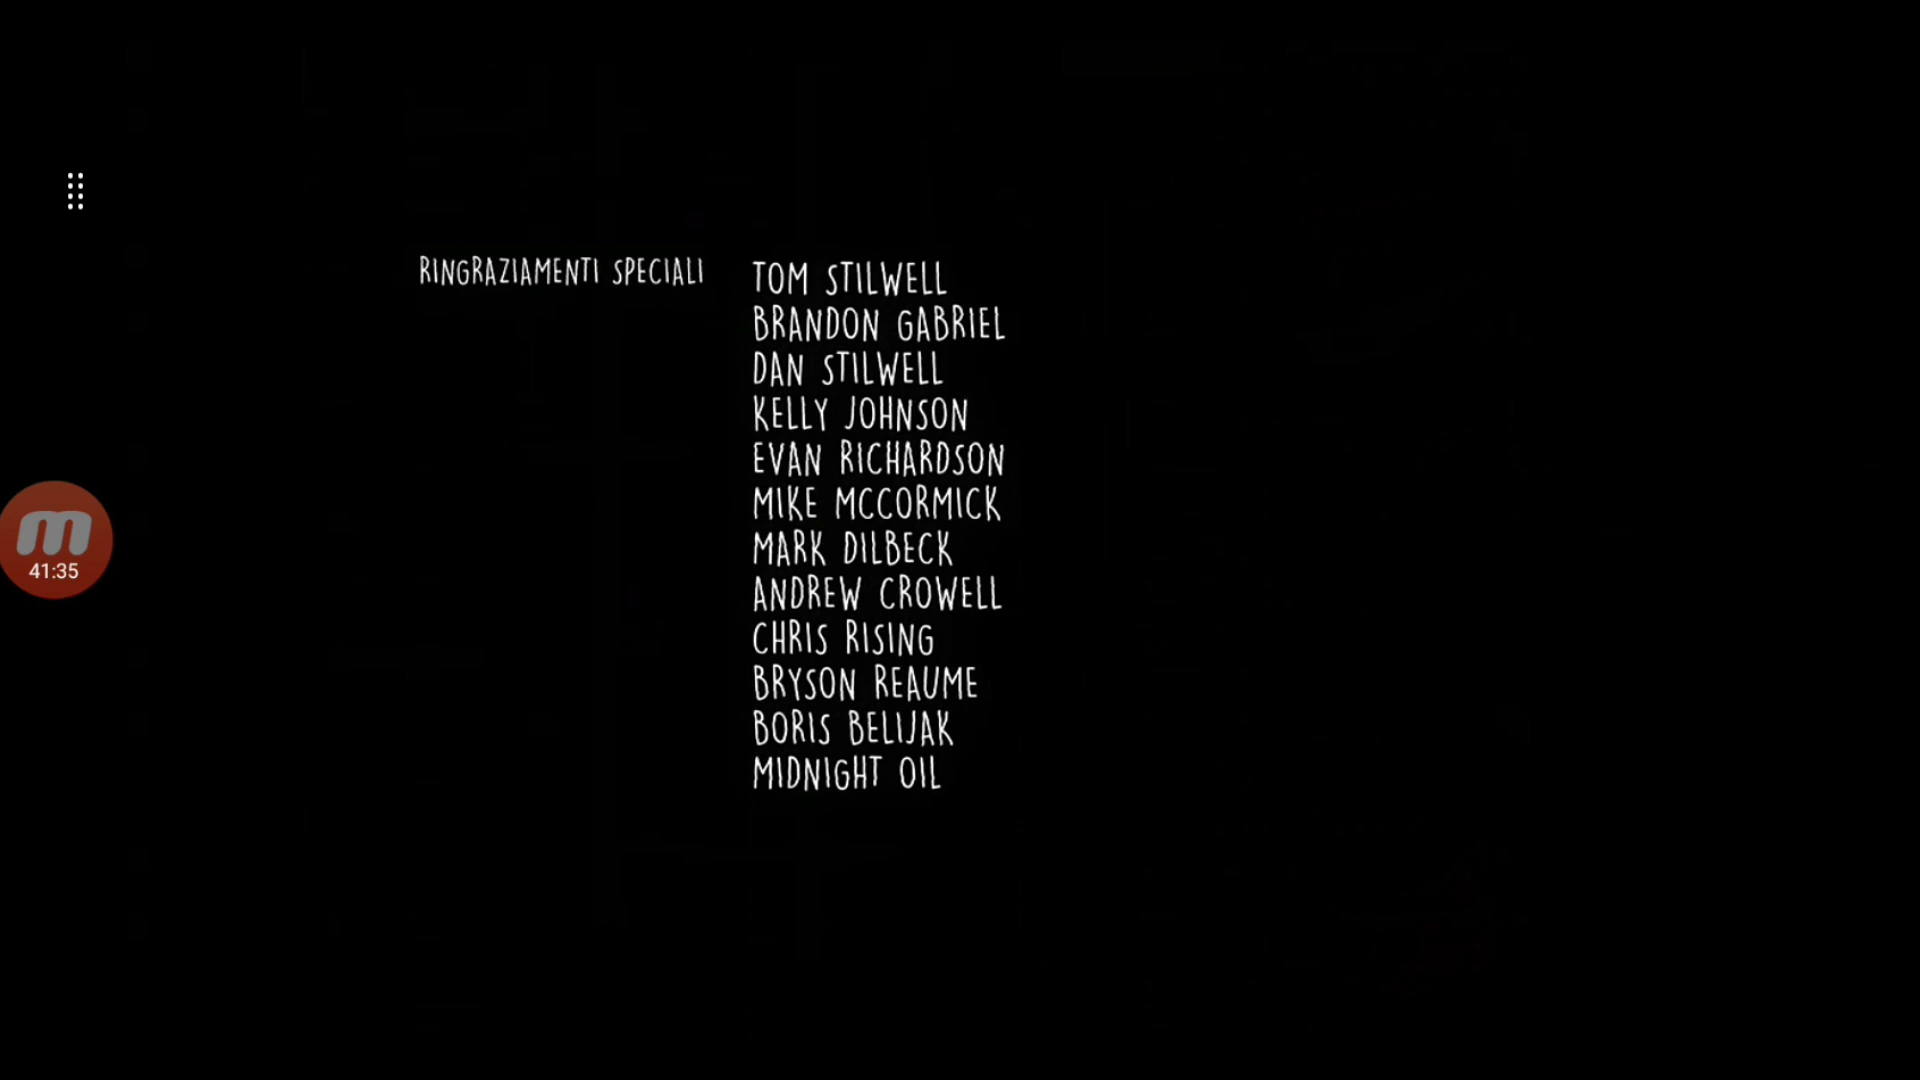 RINGRAZIAMENTI SPECIALI
TOM STILWELL
BRANDON GABRIEL
DAN STILWELL
KELLY JOHNSON
EVAN RICHARDSON
MIKE MCCORMICK
MARK DILBECK
ANDREW CROWELL
CHRIS RISING
BRYSON REAUME
BORIS BELIJAK
MIDNIGHT OIL
m
41:35